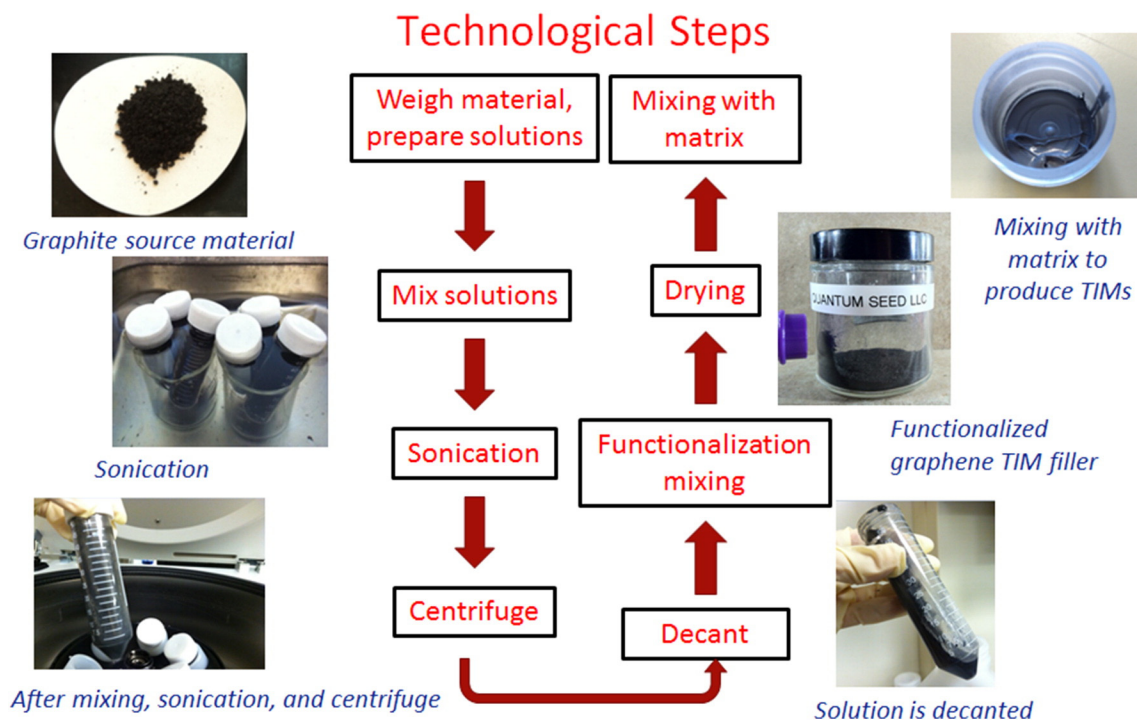 Technological Steps
Weigh material,
prepare solutions
Mix solutions
Sonication
Centrifuge
Decant
Functionalization
mixing
Drying
Mixing with
matrix
Graphite source material
Sonication
After mixing, sonication, and centrifuge
Solution is decanted
QUANTUM SEED LLC
Functionalized
graphene TIM filler
Mixing with
matrix to
produce TIMs